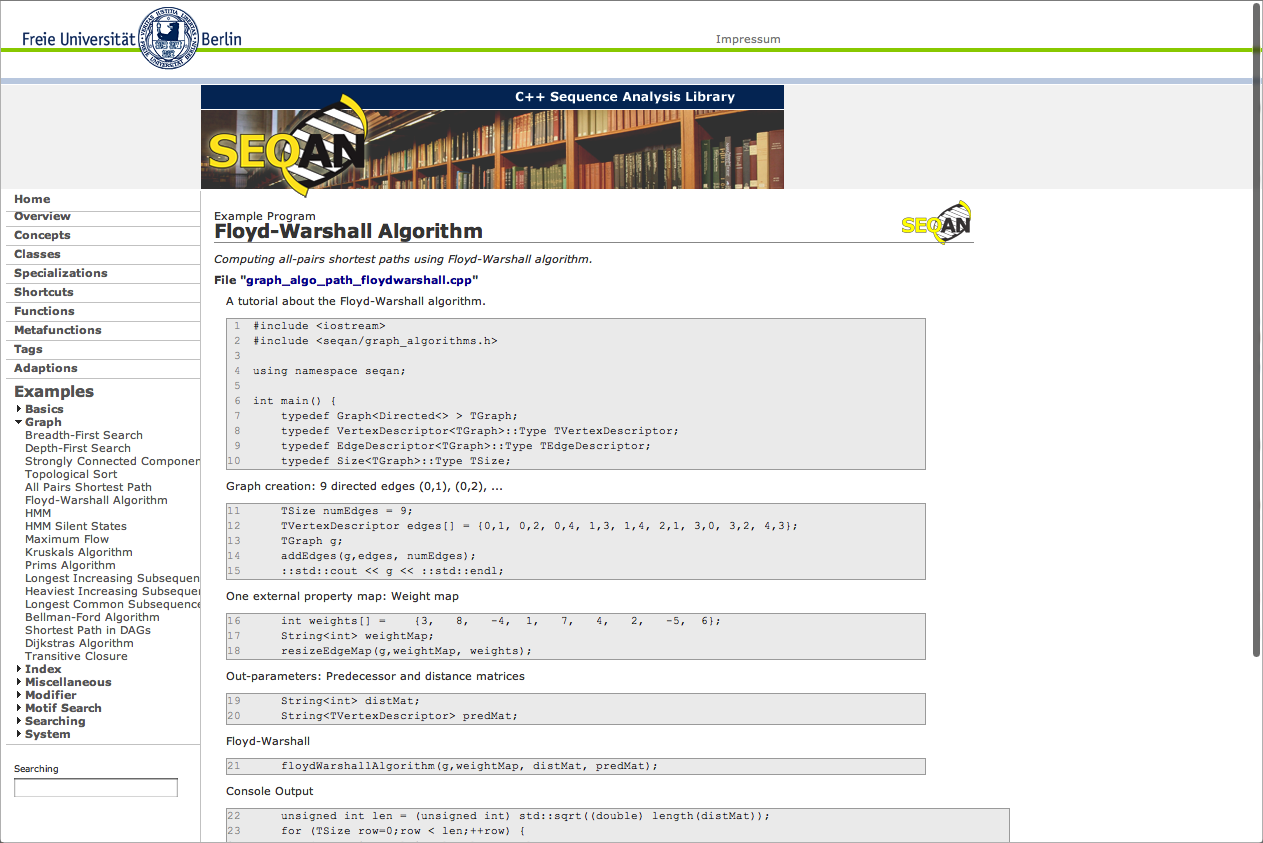 Freie Universität Berlin
Impressum
C++ Sequence Analysis Library
SEQAN
Home
Overview
Concepts
Classes
Specializations
Shortcuts
Functions
Metafunctions
Tags
Adaptions
Examples
Basics
Graph
Breadth-First Search
Depth-First Search
Strongly Connected Componen
Topological Sort
All Pairs Shortest Path
Floyd-Warshall Algorithm
HMM
HMM Silent States
Maximum Flow
Kruskals Algorithm
Prims Algorithm
Longest Increasing Subsequen
Heaviest Increasing Subsequen
Longest Common Subsequence
Bellman-Ford Algorithm
Shortest Path in DAGs
Dijkstras Algorithm
Transitive Closure
Index
Miscellaneous
Modifier
Motif Search
Searching
System
Searching
Example Program
Floyd-Warshall Algorithm
SEQAN
Computing all-pairs shortest paths using Floyd-Warshall algorithm.
File "graph_algo_path_floydwarshall.cpp"
A tutorial about the Floyd-Warshall algorithm.
1 #include <iostream>
2 #include <seqan/graph_algorithms.h>
3
4 using namespace seqan;
5
6 int main() {
7     typedef Graph<Directed<> > TGraph;
8     typedef VertexDescriptor<TGraph>::Type TVertexDescriptor;
9     typedef EdgeDescriptor<TGraph>::Type TEdgeDescriptor;
10     typedef Size<TGraph>::Type TSize;
Graph creation: 9 directed edges (0,1), (0,2), ...
11     TSize numEdges = 9;
12     TVertexDescriptor edges[] = {0,1, 0,2, 0,4, 1,3, 1,4, 2,1, 3,0, 3,2, 4,3};
13     TGraph g;
14     addEdges(g,edges, numEdges);
15     ::std::cout << g << ::std::endl;
One external property map: Weight map
16     int weights[] =    {3,   8,   -4,  1,   7,   4,   2,   -5,  6};
17     String<int> weightMap;
18     resizeEdgeMap(g,weightMap, weights);
Out-parameters: Predecessor and distance matrices
19     String<int> distMat;
20     String<TVertexDescriptor> predMat;
Floyd-Warshall
21     floydWarshallAlgorithm(g,weightMap, distMat, predMat);
Console Output
22     unsigned int len = (unsigned int) std::sqrt((double) length(distMat));
23     for (TSize row=0;row < len;++row) {